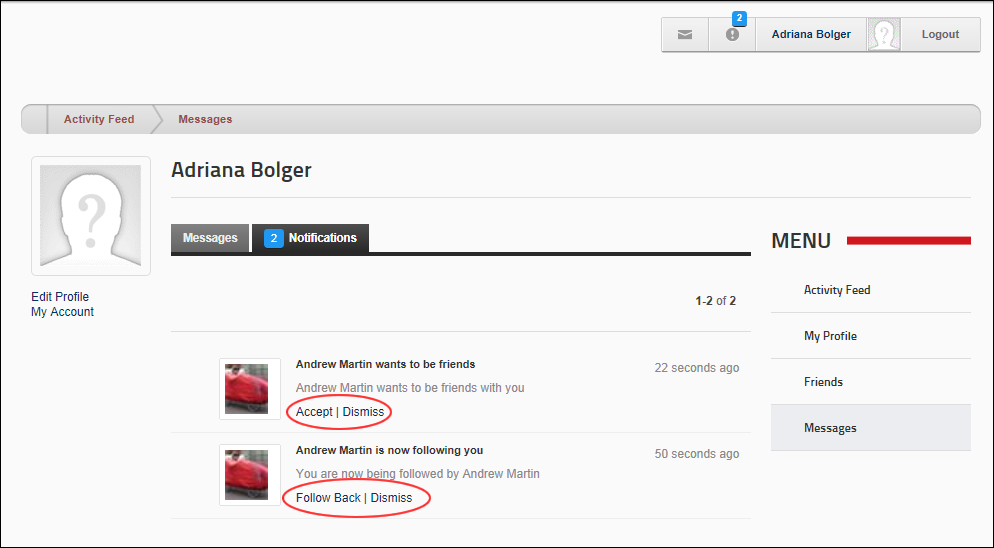 2
Adriana Bolger
Logout
Activity Feed
Messages
Adriana Bolger
Edit Profile
My Account
Messages
2 Notifications
1-2 of 2
Andrew Martin wants to be friends
22 seconds ago
Andrew Martin wants to be friends with you
Accept | Dismiss
Andrew Martin is now following you
50 seconds ago
You are now being followed by Andrew Martin
Follow Back | Dismiss
MENU
Activity Feed
My Profile
Friends
Messages